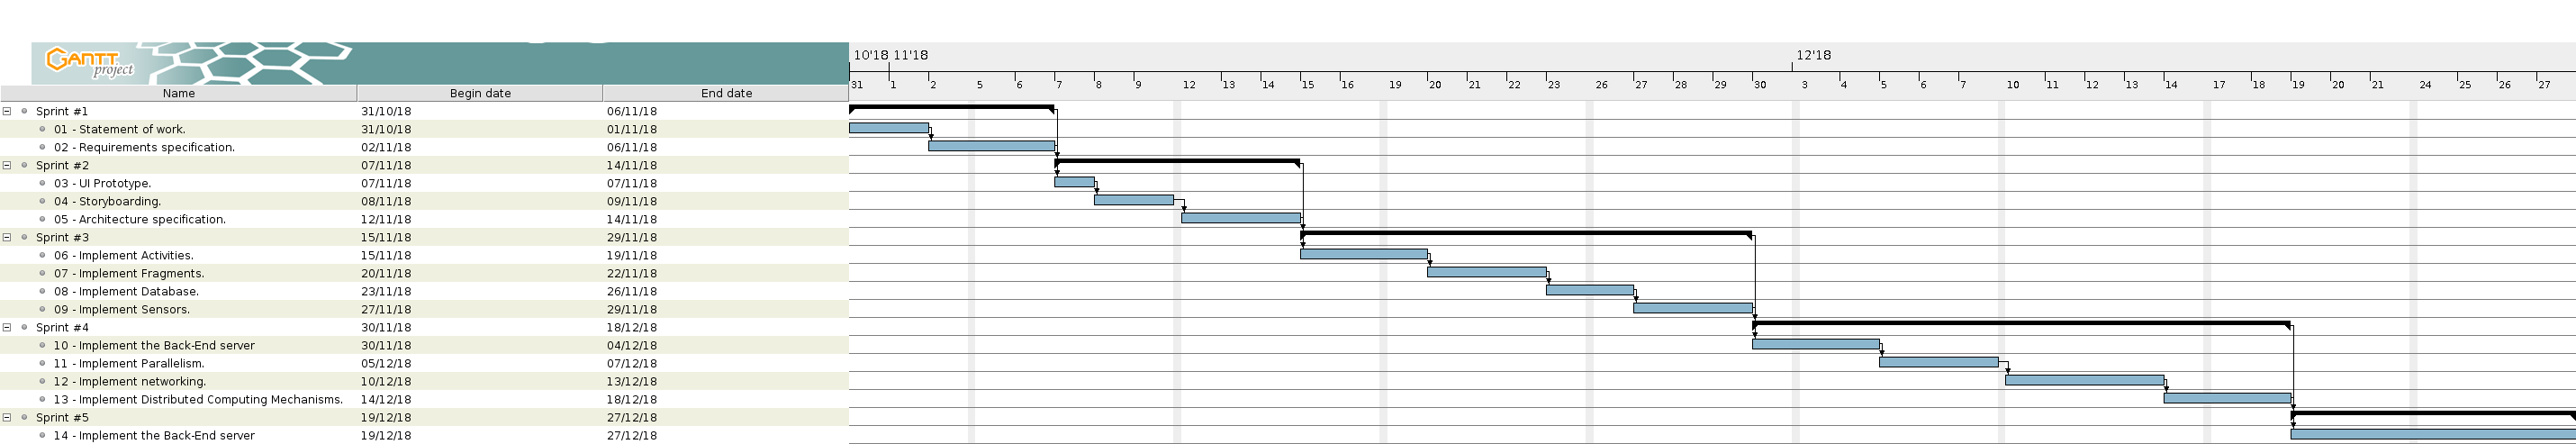 GANTT project
10'18 11'18 12'18
31 1 2 5 6 7 8 9 12 13 14 15 16 19 20 21 22 23 26 27 28 29 30 3 4 5 6 7 10 11 12 13 14 17 18 19 20 21 24 25 26 27
Name Begin date End date
Sprint #1 31/10/18 06/11/18
01 - Statement of work. 31/10/18 01/11/18
02 - Requirements specification. 02/11/18 06/11/18
Sprint #2 07/11/18 14/11/18
03 - UI Prototype. 07/11/18 07/11/18
04 - Storyboarding. 08/11/18 09/11/18
05 - Architecture specification. 12/11/18 14/11/18
Sprint #3 15/11/18 29/11/18
06 - Implement Activities. 15/11/18 19/11/18
07 - Implement Fragments. 20/11/18 22/11/18
08 - Implement Database. 23/11/18 26/11/18
09 - Implement Sensors. 27/11/18 29/11/18
Sprint #4 30/11/18 18/12/18
10 - Implement the Back-End server 30/11/18 04/12/18
11 - Implement Parallelism. 05/12/18 07/12/18
12 - Implement networking. 10/12/18 13/12/18
13 - Implement Distributed Computing Mechanisms. 14/12/18 18/12/18
Sprint #5 19/12/18 27/12/18
14 - Implement the Back-End server 19/12/18 27/12/18